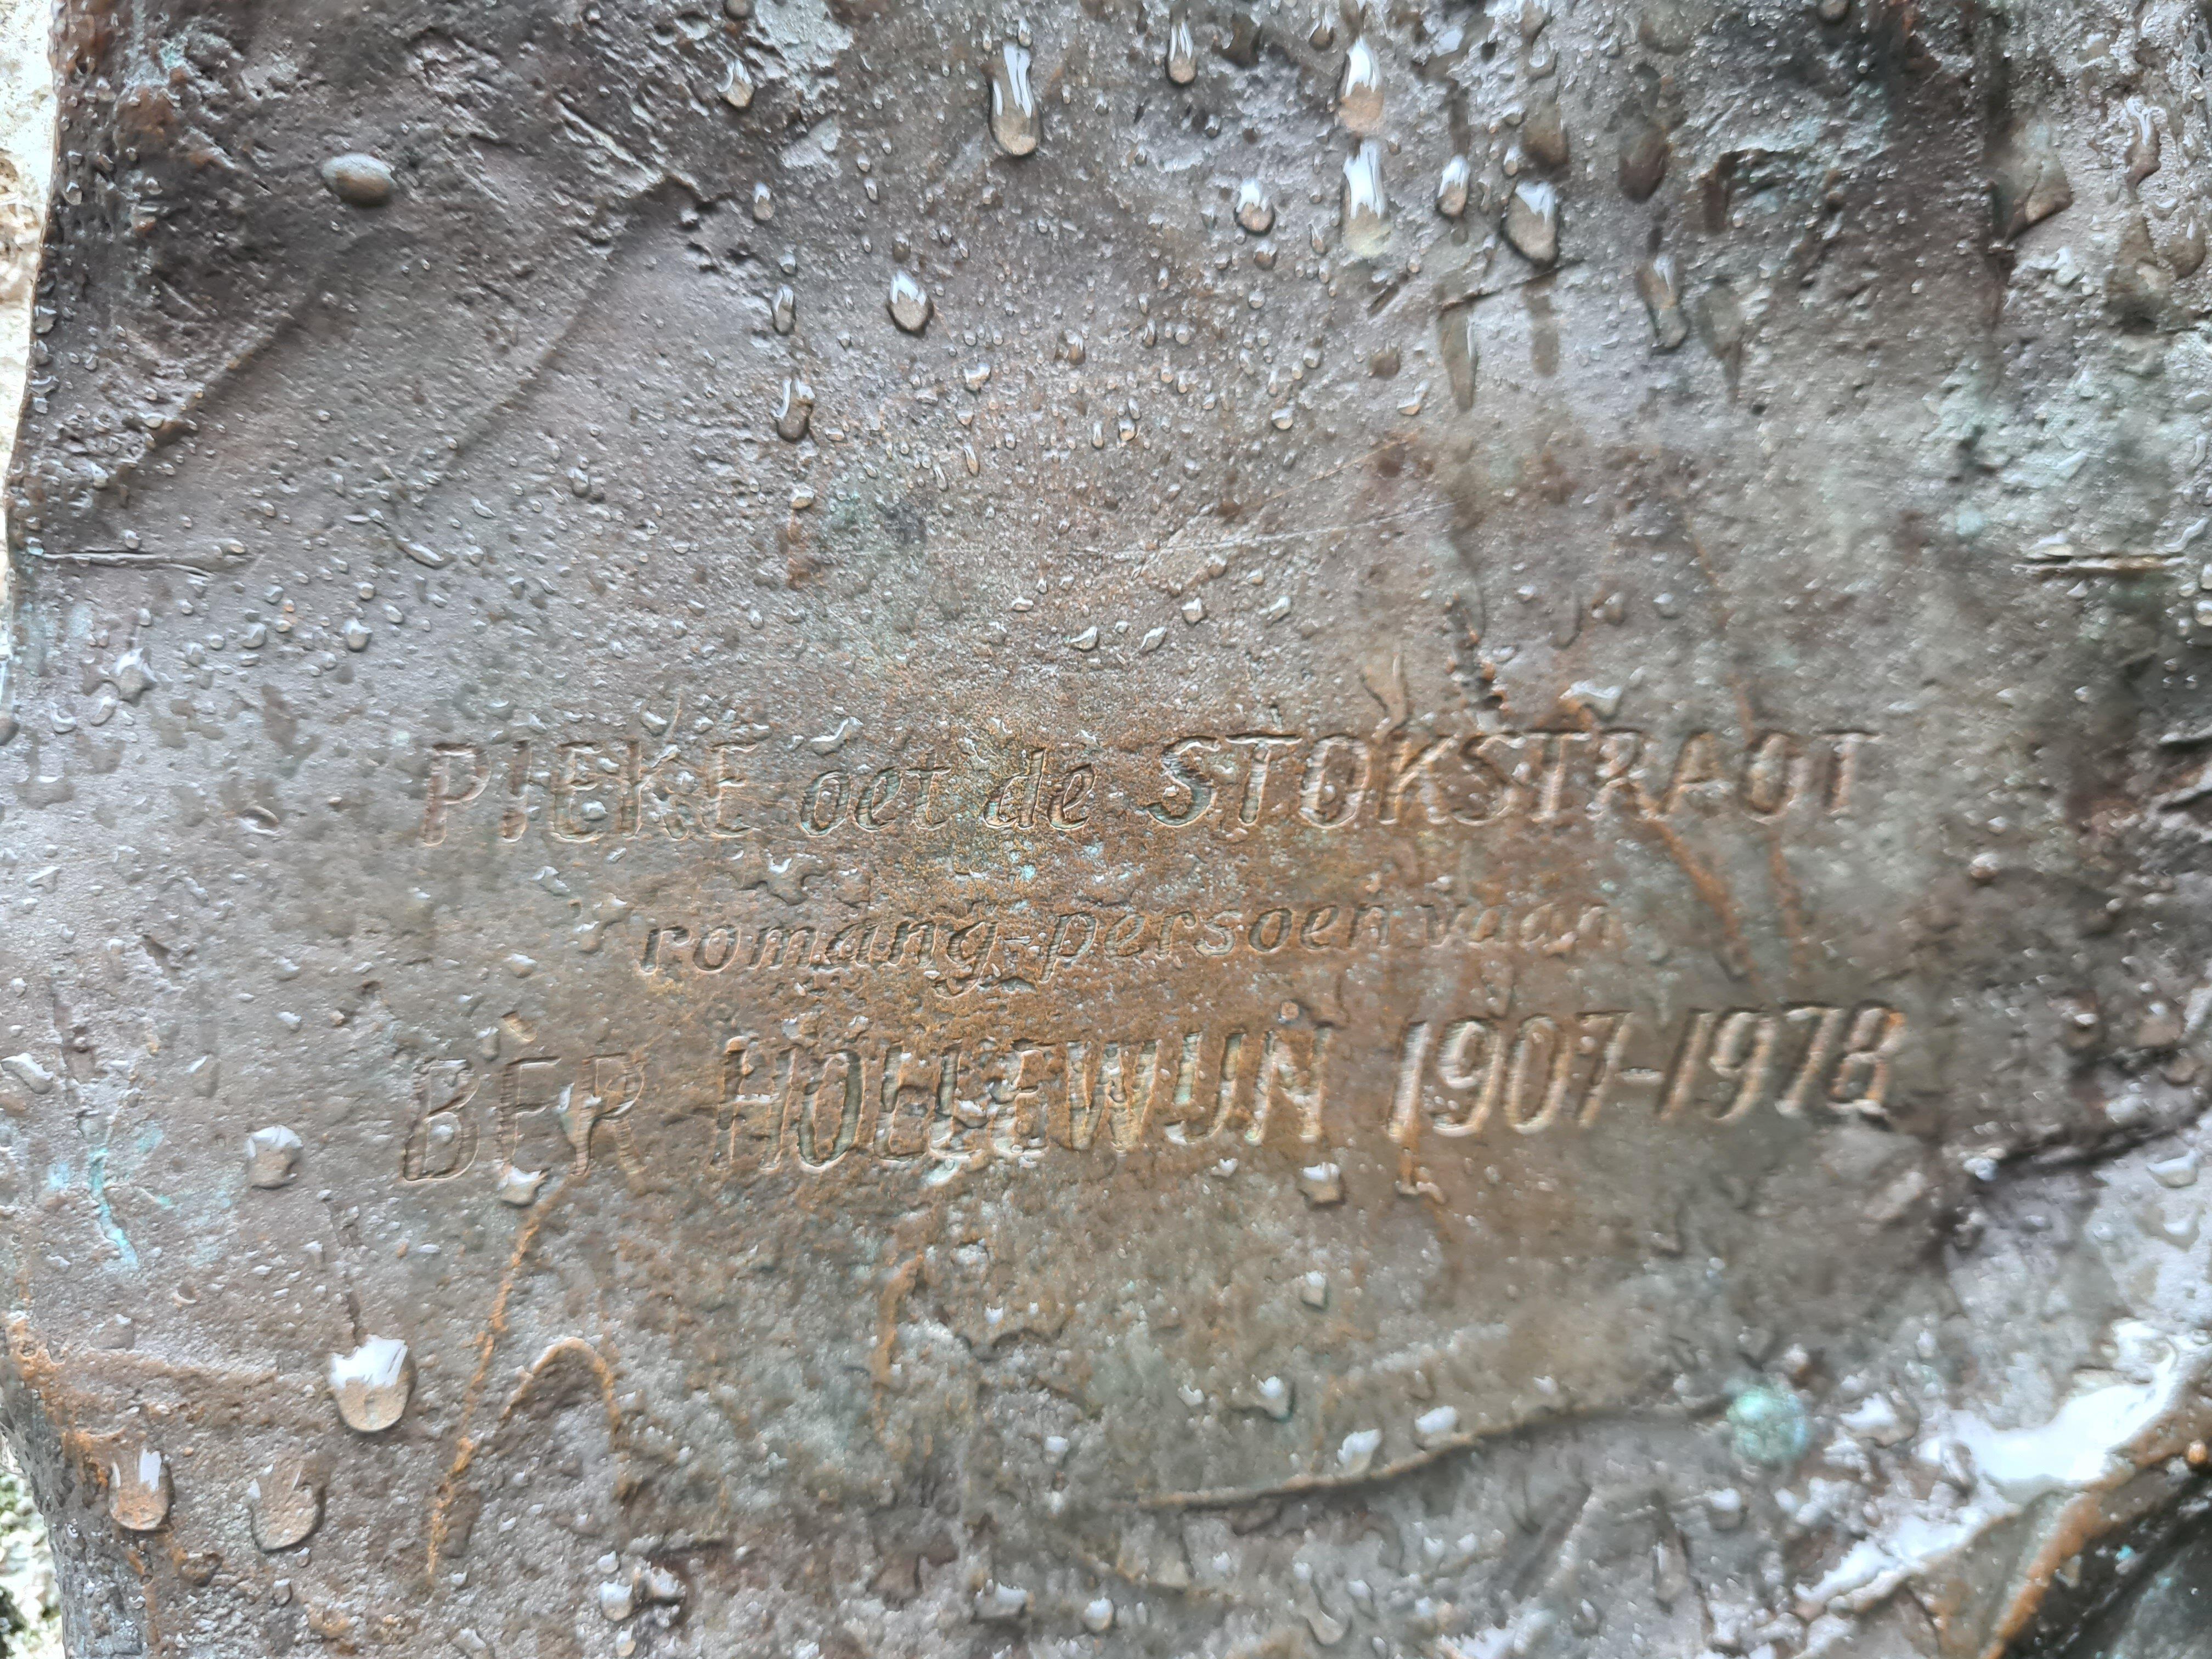 PIEKE oet de STOKSTRAOT
romang-persoen vaan
BER HOLLEWIJN 1907-1978